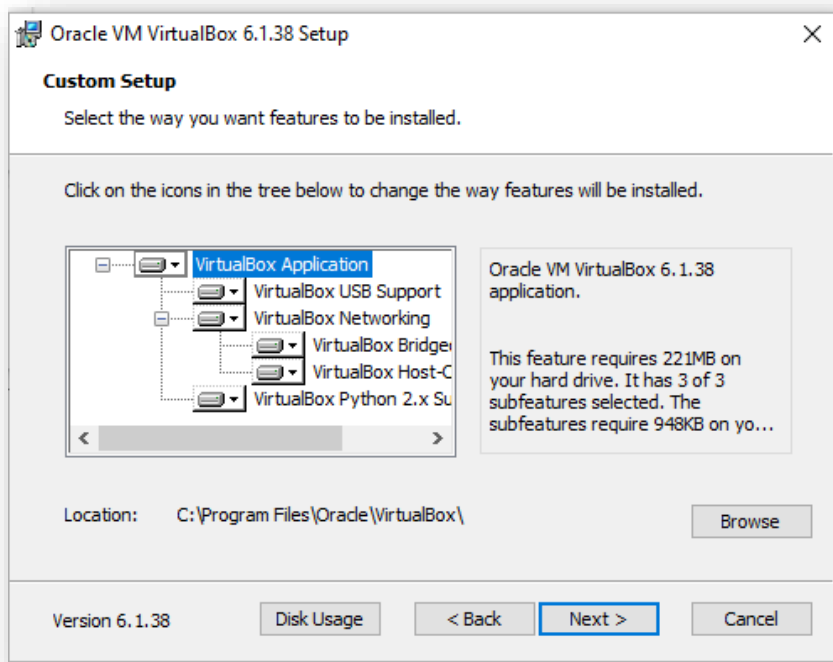 Oracle VM VirtualBox 6.1.38 Setup
Custom Setup
Select the way you want features to be installed.
Click on the icons in the tree below to change the way features will be installed.
VirtualBox Application
VirtualBox USB Support
VirtualBox Networking
VirtualBox Bridge
VirtualBox Host-C
VirtualBox Python 2.x Su
Oracle VM VirtualBox 6.1.38
application.
This feature requires 221MB on
your hard drive. It has 3 of 3
subfeatures selected. The
subfeatures require 948KB on yo...
Location: C:\Program Files\Oracle\VirtualBox\
Browse
Version 6.1.38
Disk Usage
< Back
Next >
Cancel